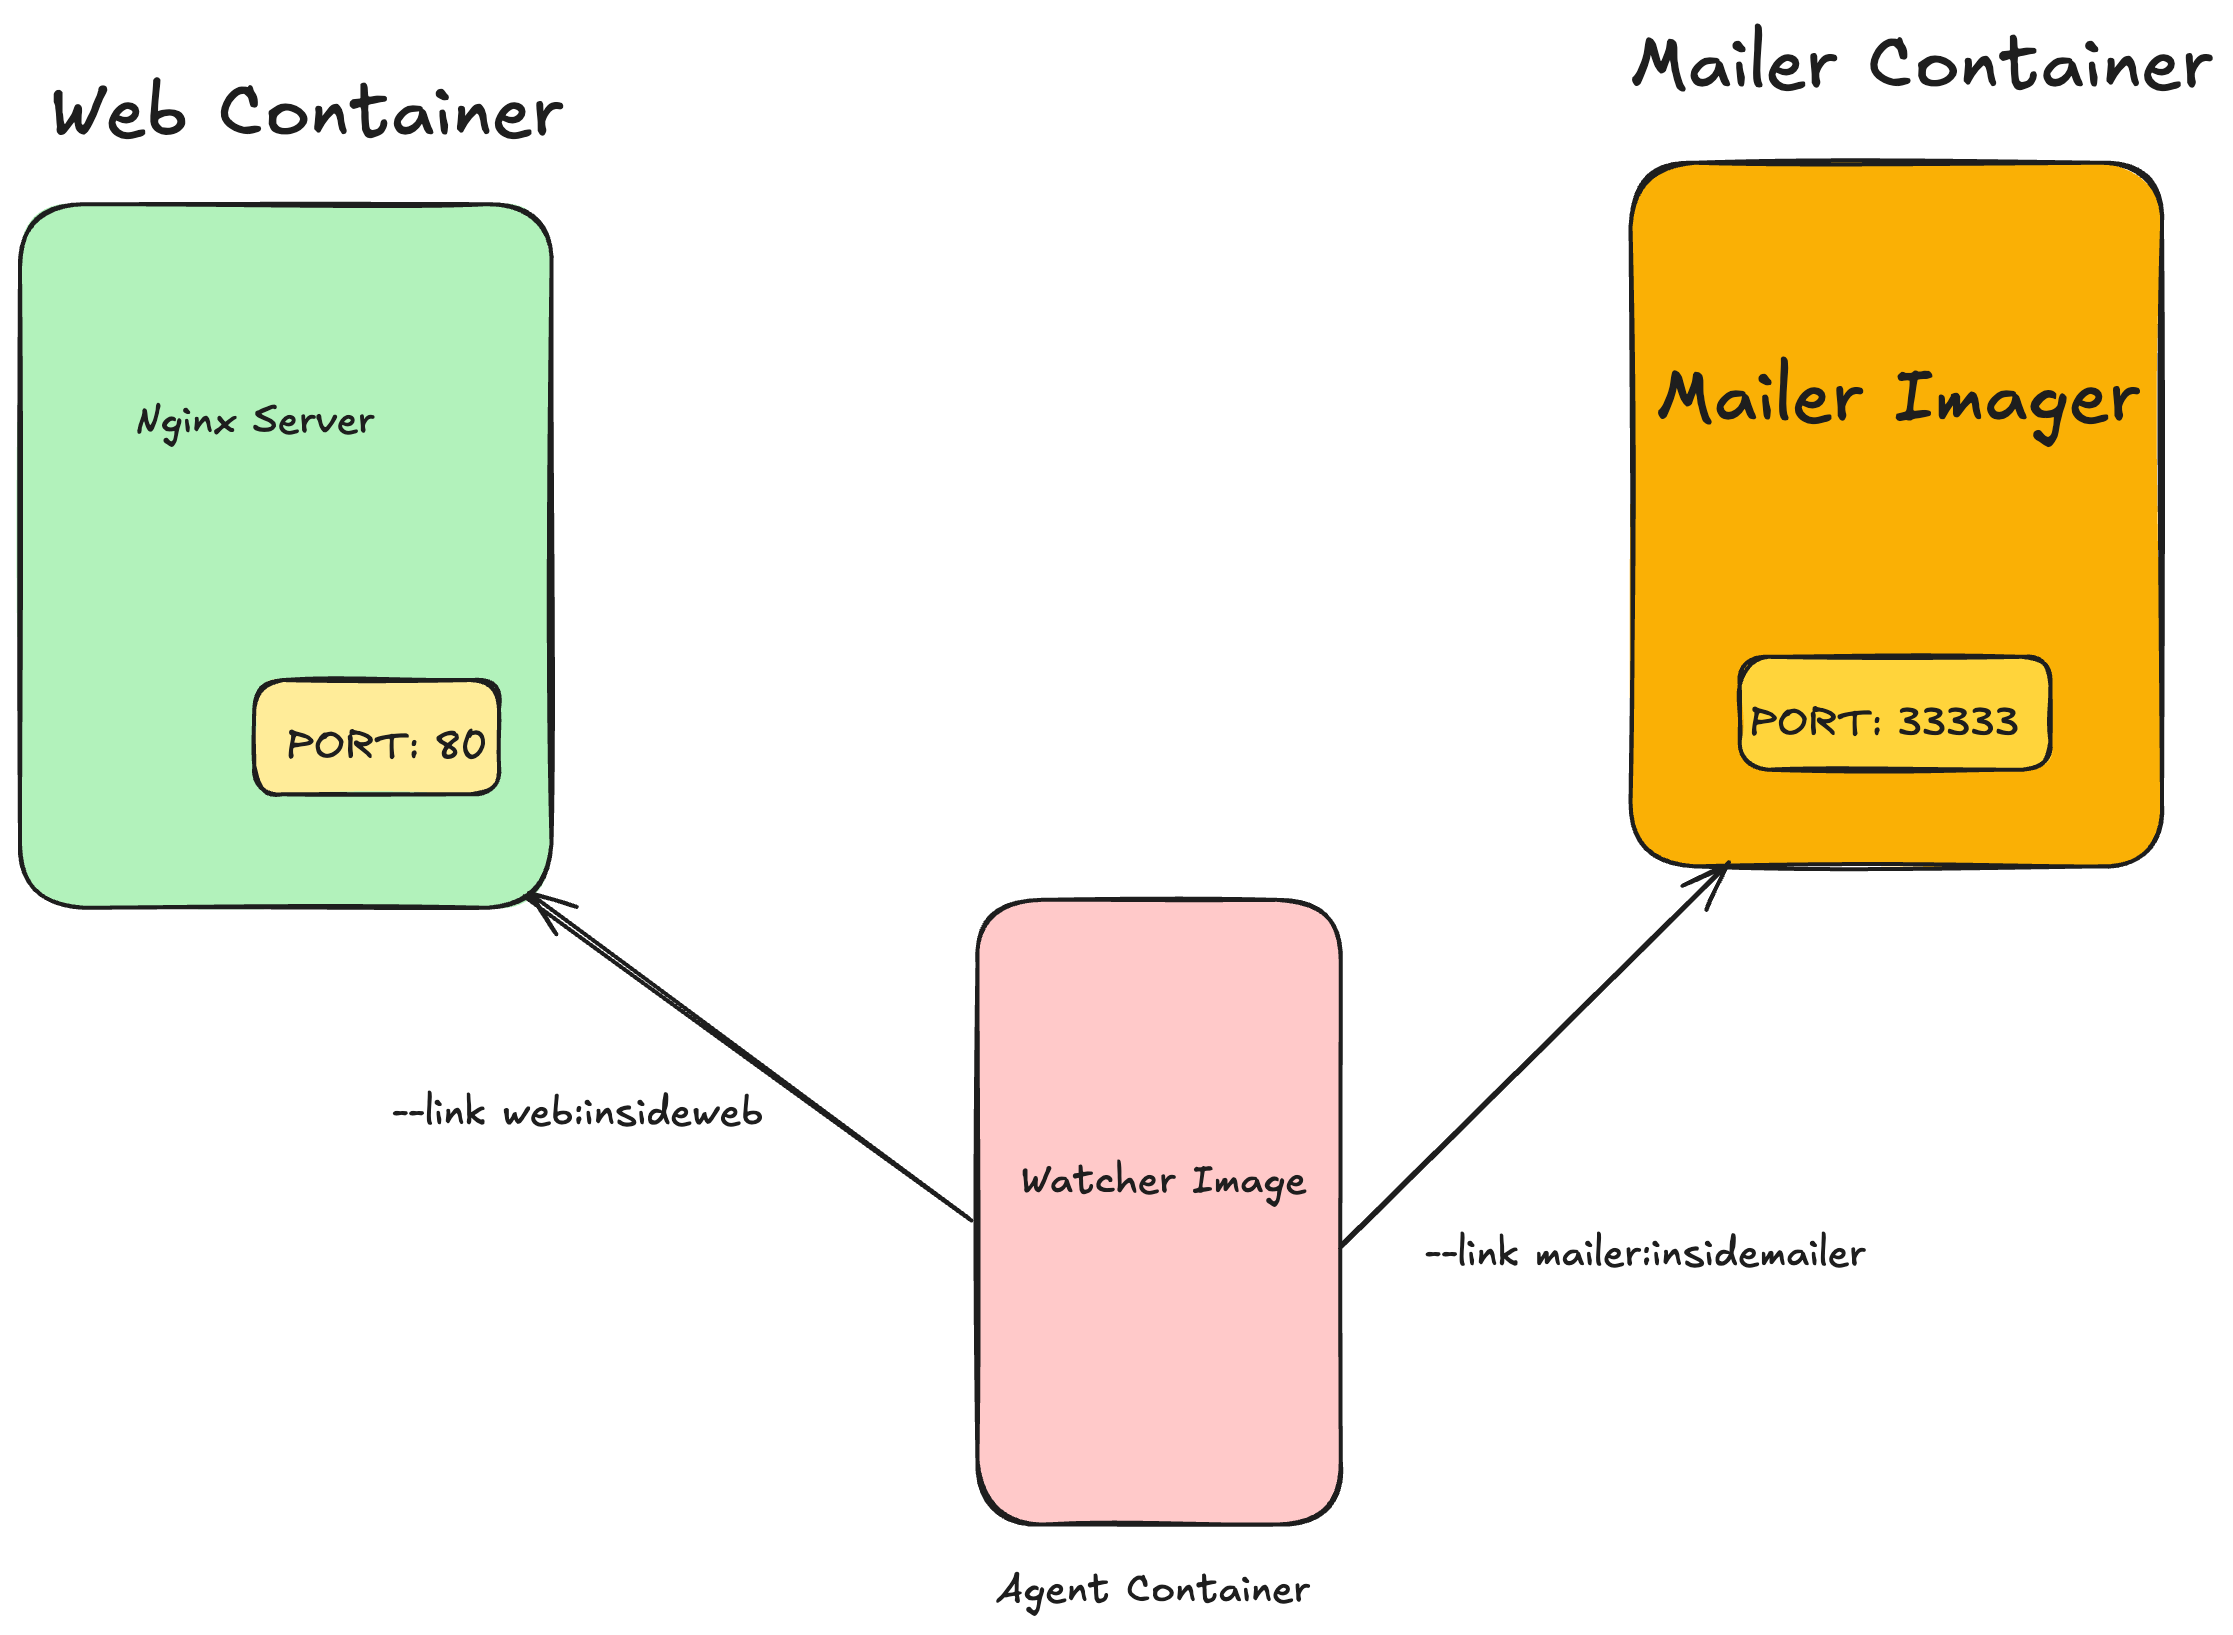 Web Container
Mailer Container
Nginx Server
Mailer Imager
PORT: 80
PORT: 33333
--link web:insideweb
Watcher Image
--link mailer:insidemailer
Agent Container